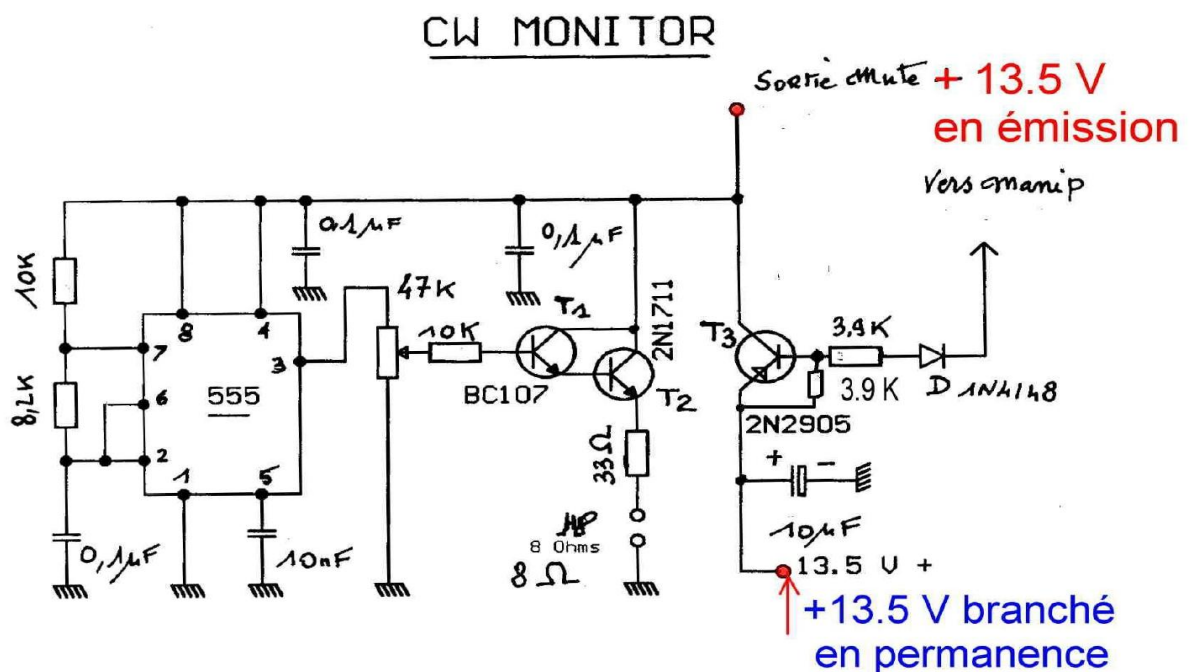 CW MONITOR
Sortie Mute + 13.5 V
en émission
Vers manip
0,1µF
0,1µF
10K
47K
T1
2N1711
T3
3.9K
8
4
7
3
10K
8,2K
555
6
BC107
T2
3.9 K
D 1N4148
2N2905
2
1
5
33Ω
+ -
0,1µF
10nF
HP
8 Ohms
8 Ω
10µF
13.5 V +
+13.5 V branché
en permanence